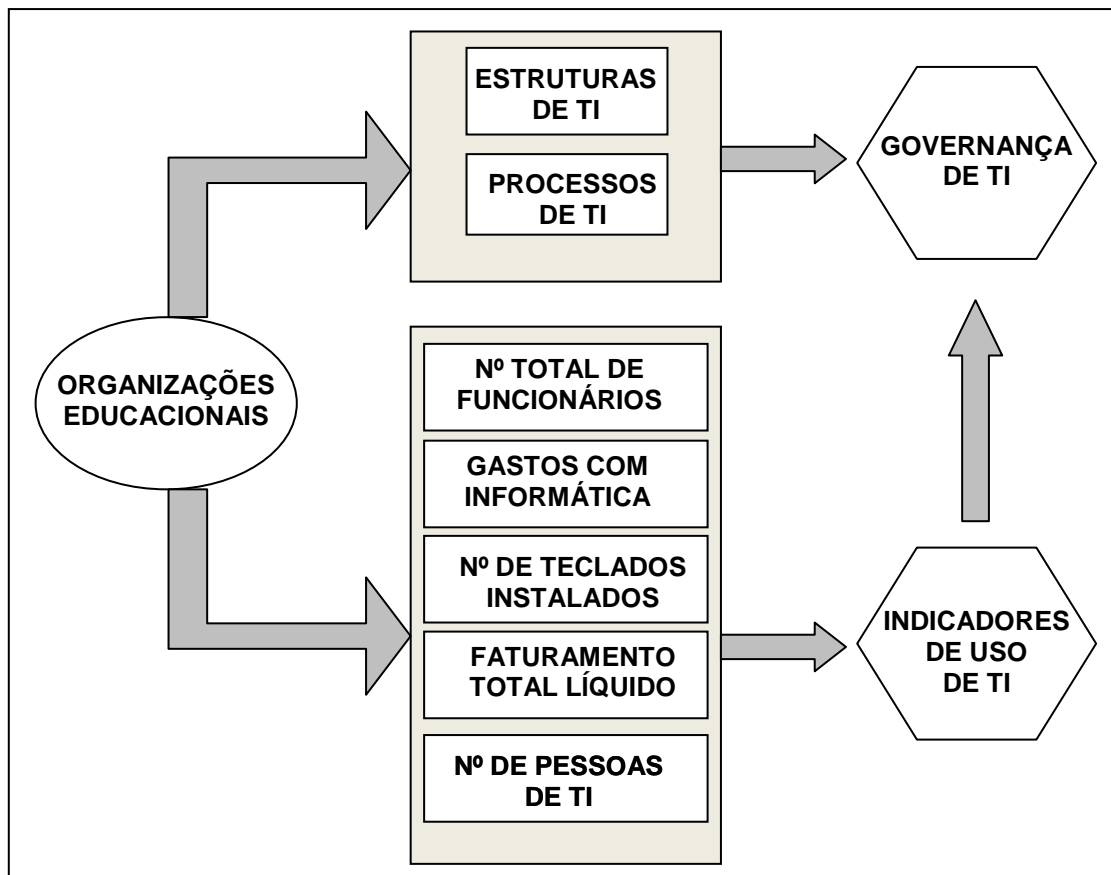 ORGANIZAÇÕES
EDUCACIONAIS
ESTRUTURAS
DE TI
PROCESSOS
DE TI
GOVERNANÇA
DE TI
Nº TOTAL DE
FUNCIONÁRIOS
GASTOS COM
INFORMÁTICA
Nº DE TECLADOS
INSTALADOS
FATURAMENTO
TOTAL LÍQUIDO
Nº DE PESSOAS
DE TI
INDICADORES
DE USO
DE TI